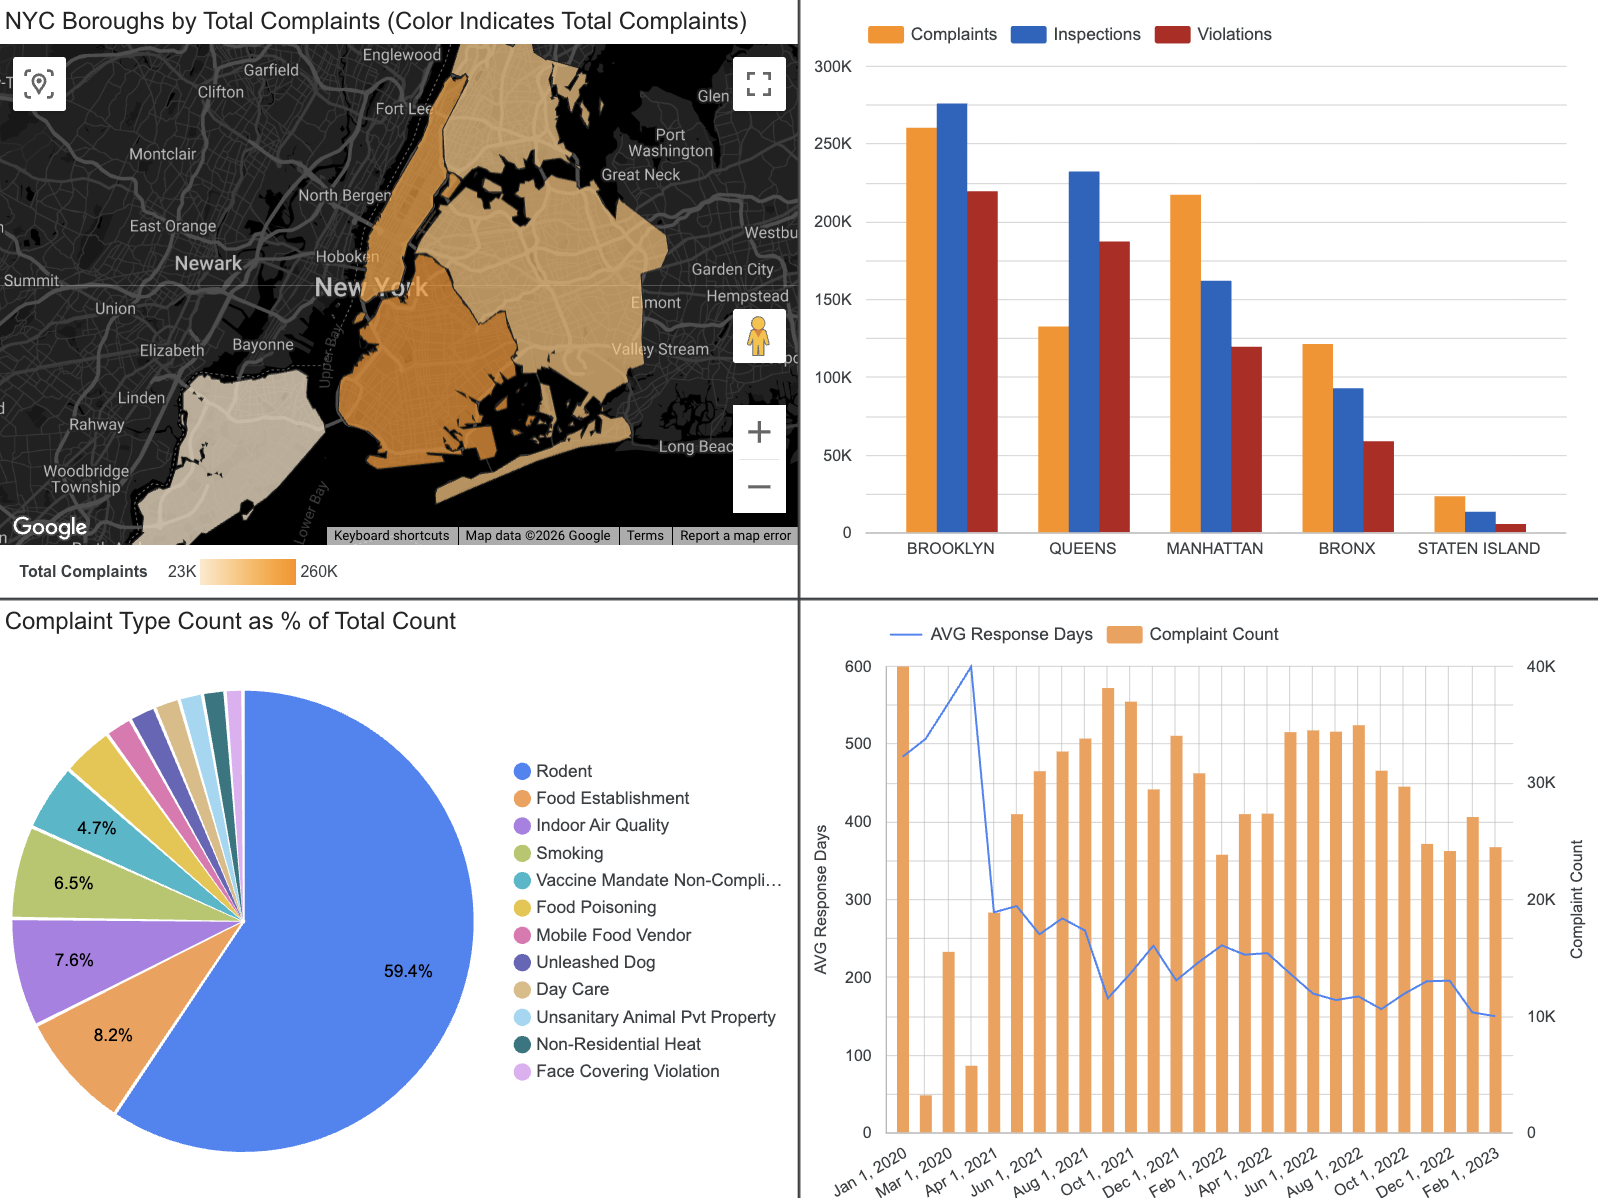 NYC Boroughs by Total Complaints (Color Indicates Total Complaints)
Englewood
Garfield
Clifton
Fort Lee
Glen
Port
Washington
Montclair
Great Neck
North Bergen
East Orange
Westbu
Hoboken
Newark
Garden City
Summit
New York
Hempstead
Union
Elmont
Elizabeth
Bayonne
Valley Stream
Upper Bay
Linden
Rahway
Long Beac
Woodbridge
Township
Lower Bay
Google
Keyboard shortcuts
Map data ©2026 Google
Terms
Report a map error
Total Complaints 23K 260K
Complaints Inspections Violations
300K
250K
200K
150K
100K
50K
0
BROOKLYN QUEENS MANHATTAN BRONX STATEN ISLAND
Complaint Type Count as % of Total Count
59.4%
8.2%
7.6%
6.5%
4.7%
Rodent
Food Establishment
Indoor Air Quality
Smoking
Vaccine Mandate Non-Compli...
Food Poisoning
Mobile Food Vendor
Unleashed Dog
Day Care
Unsanitary Animal Pvt Property
Non-Residential Heat
Face Covering Violation
AVG Response Days Complaint Count
600
500
400
300
200
100
0
AVG Response Days
40K
30K
20K
10K
0
Complaint Count
Jan 1, 2020
Mar 1, 2020
Apr 1, 2021
Jun 1, 2021
Aug 1, 2021
Oct 1, 2021
Dec 1, 2021
Feb 1, 2022
Apr 1, 2022
Jun 1, 2022
Aug 1, 2022
Oct 1, 2022
Dec 1, 2022
Feb 1, 2023